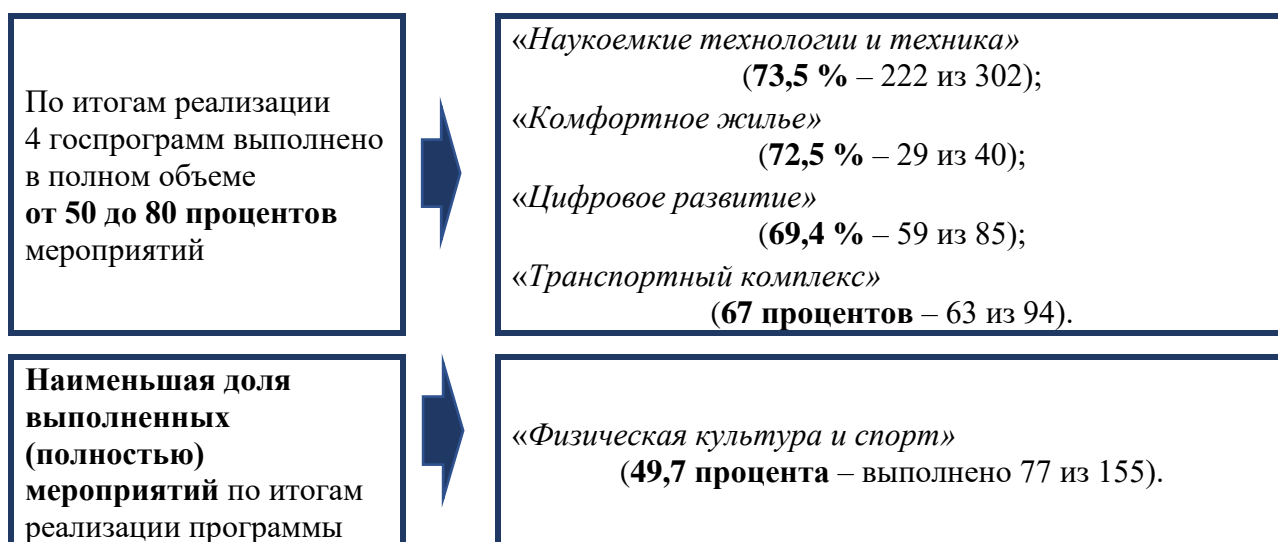 По итогам реализации
4 госпрограмм выполнено
в полном объеме
от 50 до 80 процентов
мероприятий
«Наукоемкие технологии и техника»
(73,5 % – 222 из 302);
«Комфортное жилье»
(72,5 % – 29 из 40);
«Цифровое развитие»
(69,4 % – 59 из 85);
«Транспортный комплекс»
(67 процентов – 63 из 94).
Наименьшая доля
выполненных
(полностью)
мероприятий по итогам
реализации программы
«Физическая культура и спорт»
(49,7 процента – выполнено 77 из 155).